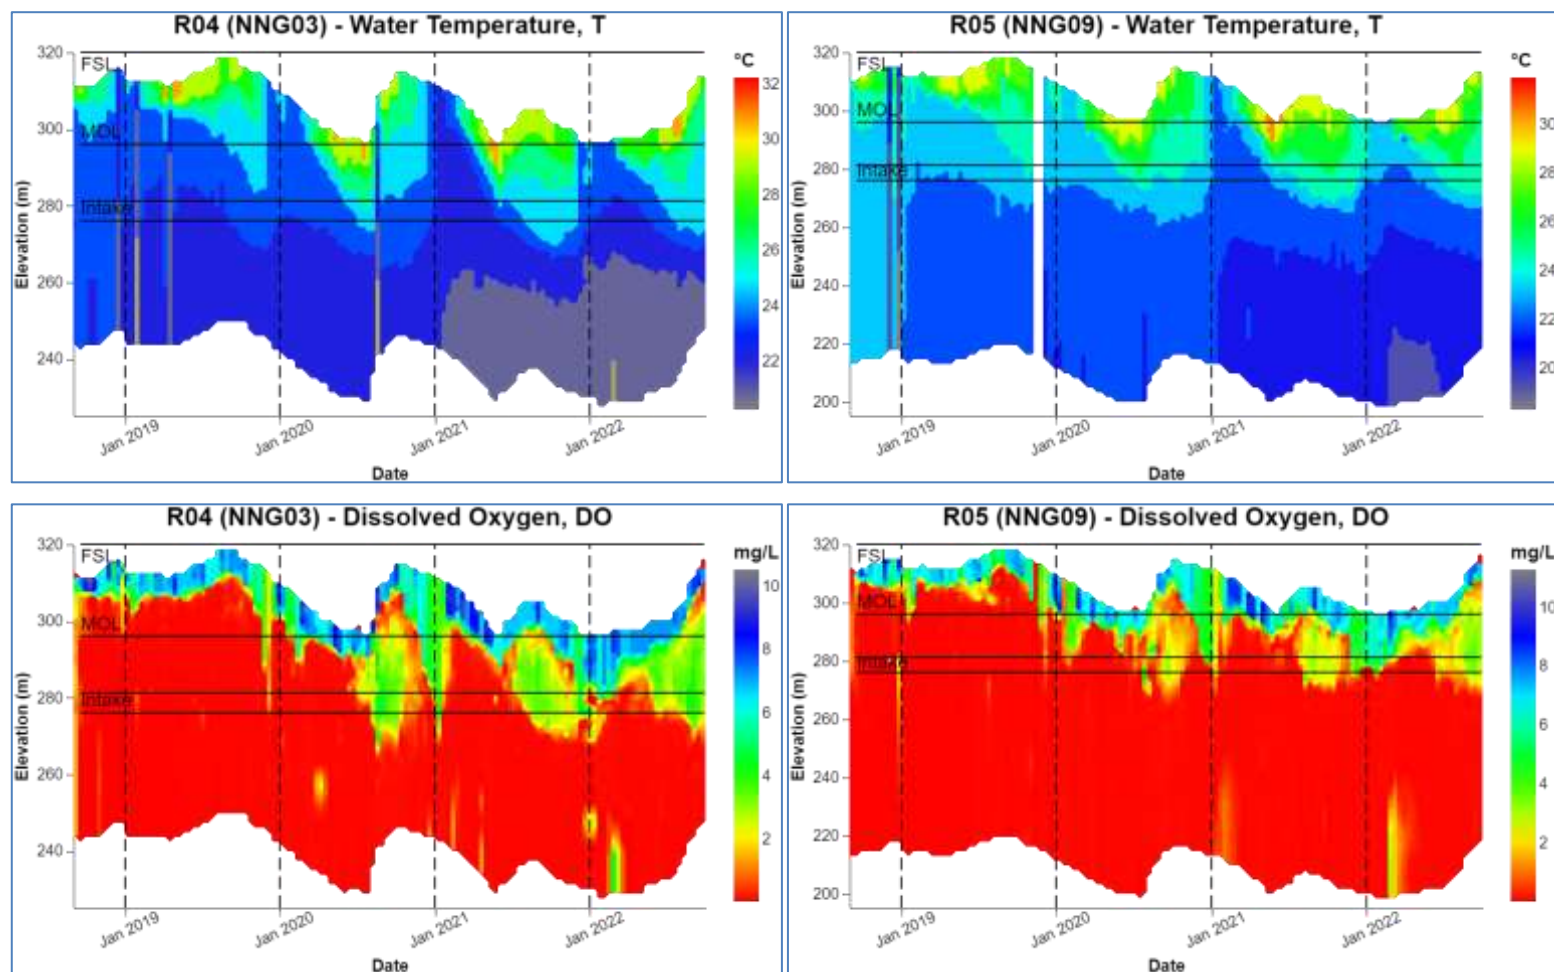 R04 (NNG03) - Water Temperature, T
°C
320
300
280
260
240
FSL
MOL
Intake
Elevation (m)
32
30
28
26
24
22
Jan 2019
Jan 2020
Jan 2021
Jan 2022
Date
R05 (NNG09) - Water Temperature, T
°C
320
300
280
260
240
220
200
FSL
MOL
Intake
Elevation (m)
30
28
26
24
22
20
Jan 2019
Jan 2020
Jan 2021
Jan 2022
Date
R04 (NNG03) - Dissolved Oxygen, DO
mg/L
320
300
280
260
240
FSL
MOL
Intake
Elevation (m)
10
8
6
4
2
Jan 2019
Jan 2020
Jan 2021
Jan 2022
Date
R05 (NNG09) - Dissolved Oxygen, DO
mg/L
320
300
280
260
240
220
200
FSL
MOL
Intake
Elevation (m)
10
8
6
4
2
Jan 2019
Jan 2020
Jan 2021
Jan 2022
Date